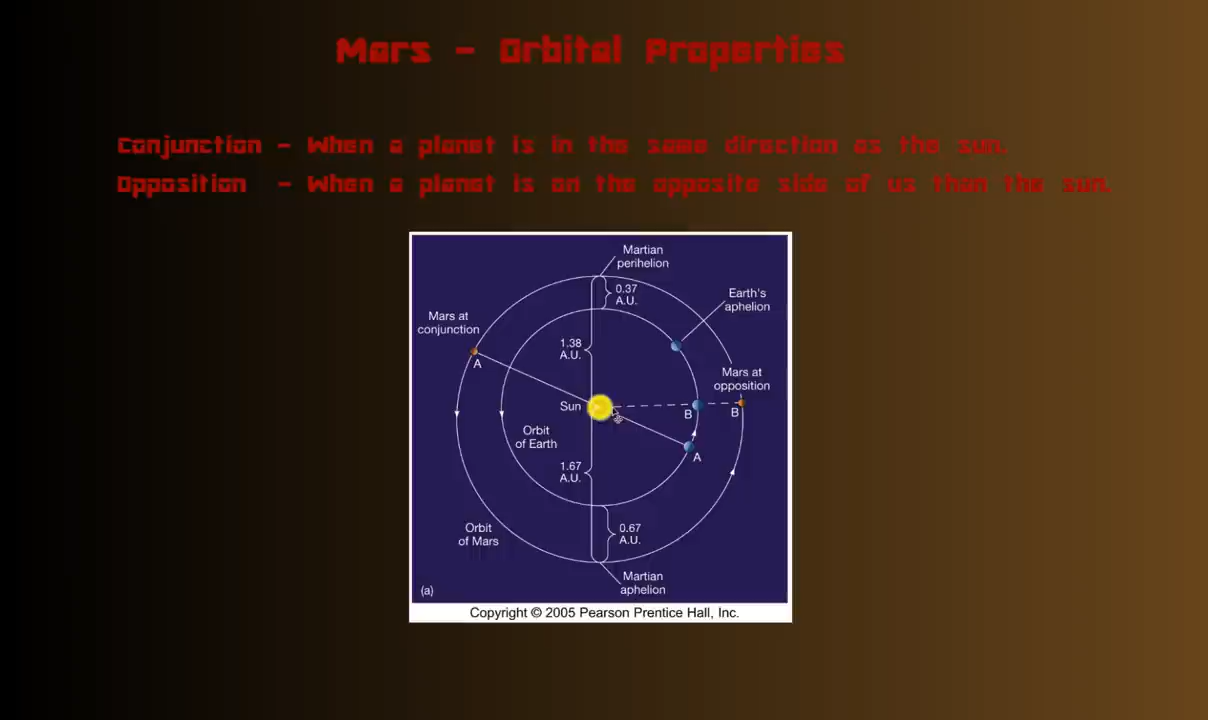 Mars - Orbital Properties
Conjunction - When a planet is in the same direction as the sun.
Opposition - When a planet is on the opposite side of us than the sun.
Martian
perihelion
0.37
A.U.
Earth's
aphelion
Mars at
conjunction
A
1.38
A.U.
Mars at
opposition
Sun
B
B
Orbit
of Earth
A
1.67
A.U.
Orbit
of Mars
0.67
A.U.
Martian
aphelion
(a)
Copyright © 2005 Pearson Prentice Hall, Inc.